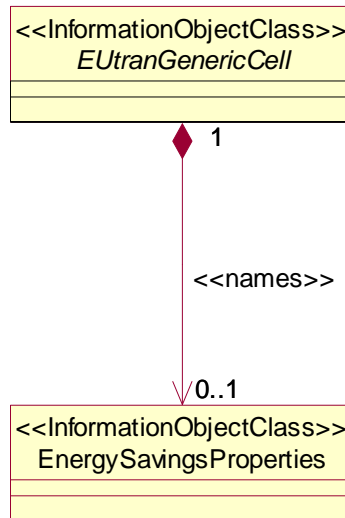 <<InformationObjectClass>>
EUtranGenericCell
1
<<names>>
0..1
<<InformationObjectClass>>
EnergySavingsProperties